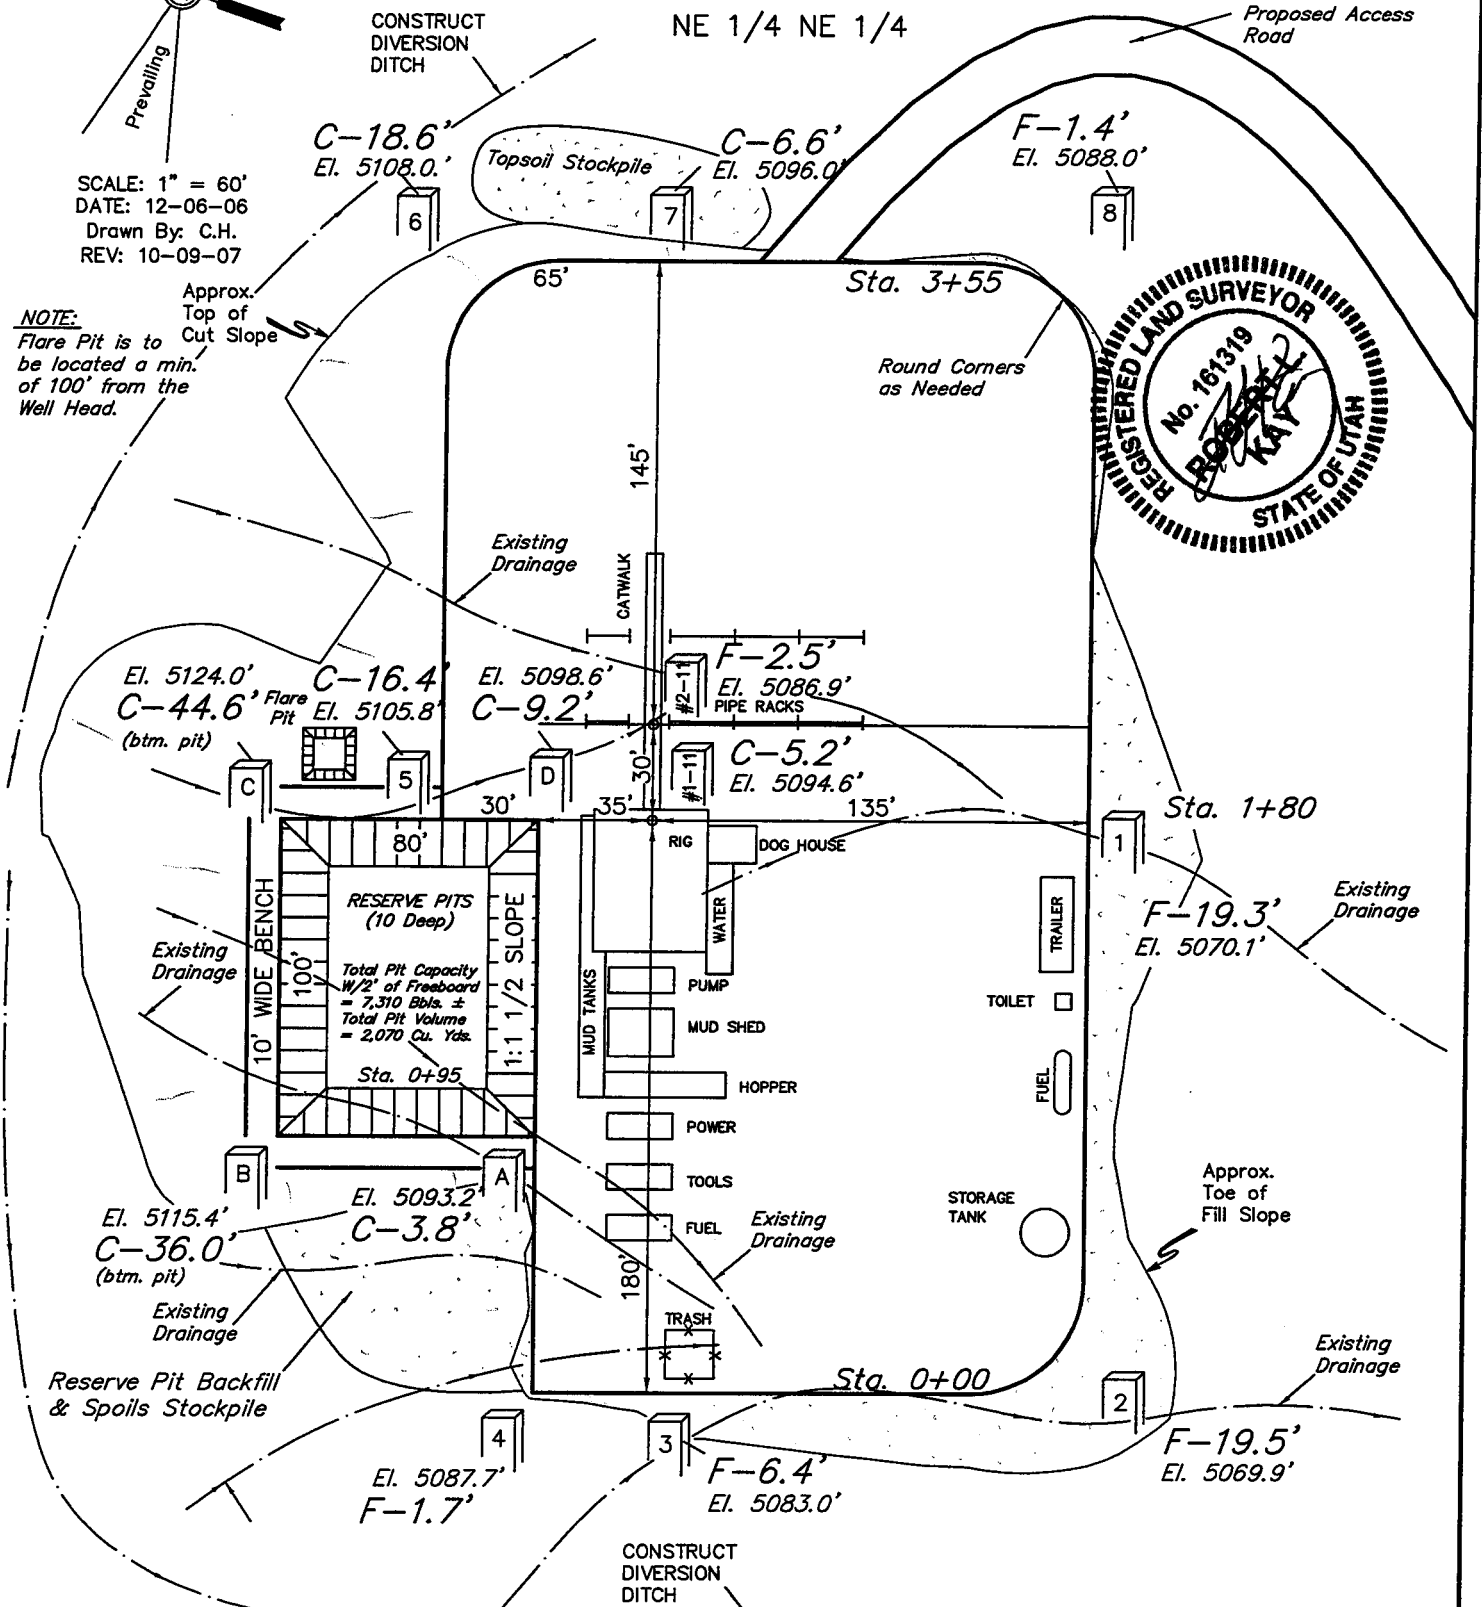 CONSTRUCT
DIVERSION
DITCH
NE 1/4 NE 1/4
Proposed Access
Road
Prevailing
C-18.6'
El. 5108.0.'
Topsoil Stockpile
C-6.6'
El. 5096.0'
F-1.4'
El. 5088.0'
SCALE: 1" = 60'
DATE: 12-06-06
Drawn By: C.H.
REV: 10-09-07
6
7
8
65'
Sta. 3+55
Approx.
Top of
Cut Slope
NOTE:
Flare Pit is to
be located a min.
of 100' from the
Well Head.
Round Corners
as Needed
REGISTERED LAND SURVEYOR
No. 161319
ROBERT L.
KAY
STATE OF UTAH
145'
Existing
Drainage
CATWALK
El. 5124.0'
C-44.6'
(btm. pit)
Flare
Pit
C-16.4'
El. 5105.8'
El. 5098.6'
C-9.2'
#2-11
F-2.5'
El. 5086.9'
PIPE RACKS
C
5
D
30'
#1-11
C-5.2'
El. 5094.6'
30'
35'
135'
Sta. 1+80
80'
RIG
DOG HOUSE
1
RESERVE PITS
(10 Deep)
10' WIDE BENCH
100'
1:1 1/2 SLOPE
Total Pit Capacity
W/2' of Freeboard
= 7,310 Bbls. ±
Total Pit Volume
= 2,070 Cu. Yds.
Sta. 0+95
Existing
Drainage
WATER
TRAILER
F-19.3'
El. 5070.1'
Existing
Drainage
MUD TANKS
PUMP
MUD SHED
TOILET
HOPPER
FUEL
POWER
B
A
TOOLS
FUEL
El. 5093.2'
C-3.8'
El. 5115.4'
C-36.0'
(btm. pit)
Existing
Drainage
STORAGE
TANK
Approx.
Toe of
Fill Slope
180'
Existing
Drainage
TRASH
Reserve Pit Backfill
& Spoils Stockpile
Sta. 0+00
Existing
Drainage
4
3
2
El. 5087.7'
F-1.7'
F-6.4'
El. 5083.0'
F-19.5'
El. 5069.9'
CONSTRUCT
DIVERSION
DITCH